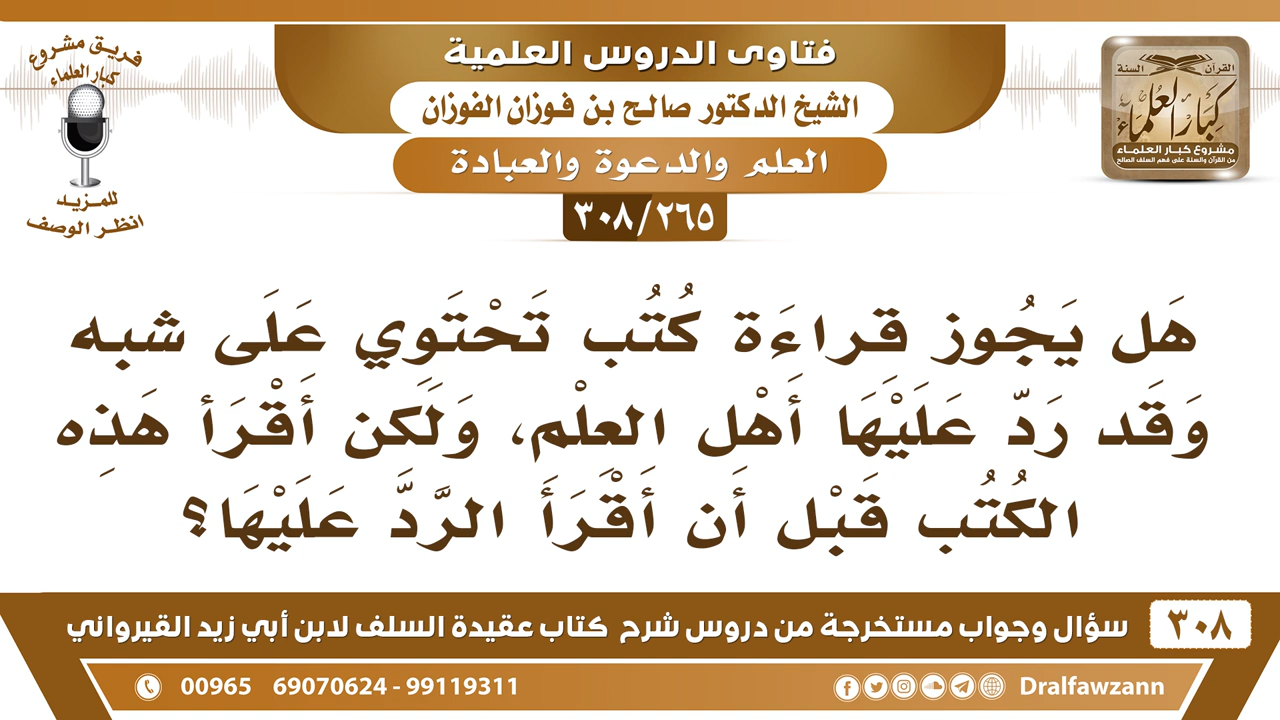 فتاوى الدروس العلمية
الشيخ الدكتور صالح بن فوزان الفوزان
العلم والدعوة والعبادة
٣٠٨/٢٦٥
فريق مشروع
كبار العلماء
للمزيد
انظر الوصف
القرآن السنة
كبار العلماء
مشروع كبار العلماء
من القرآن والسنة على فهم السلف الصالح
هَل يَجُوز قراءَة كُتُب تَحْتَوي عَلَى شبه
وَقَد رَدّ عَلَيْهَا أَهْل العلْم، وَلَكن أَقْرَأ هَذِه
الكُتُب قَبْل أَن أَقْرَأَ الرَّدَّ عَلَيْهَا؟
٣٠٨ سؤال وجواب مستخرجة من دروس شرح كتاب عقيدة السلف لابن أبي زيد القيرواني
00965 69070624 - 99119311
Dralfawzann